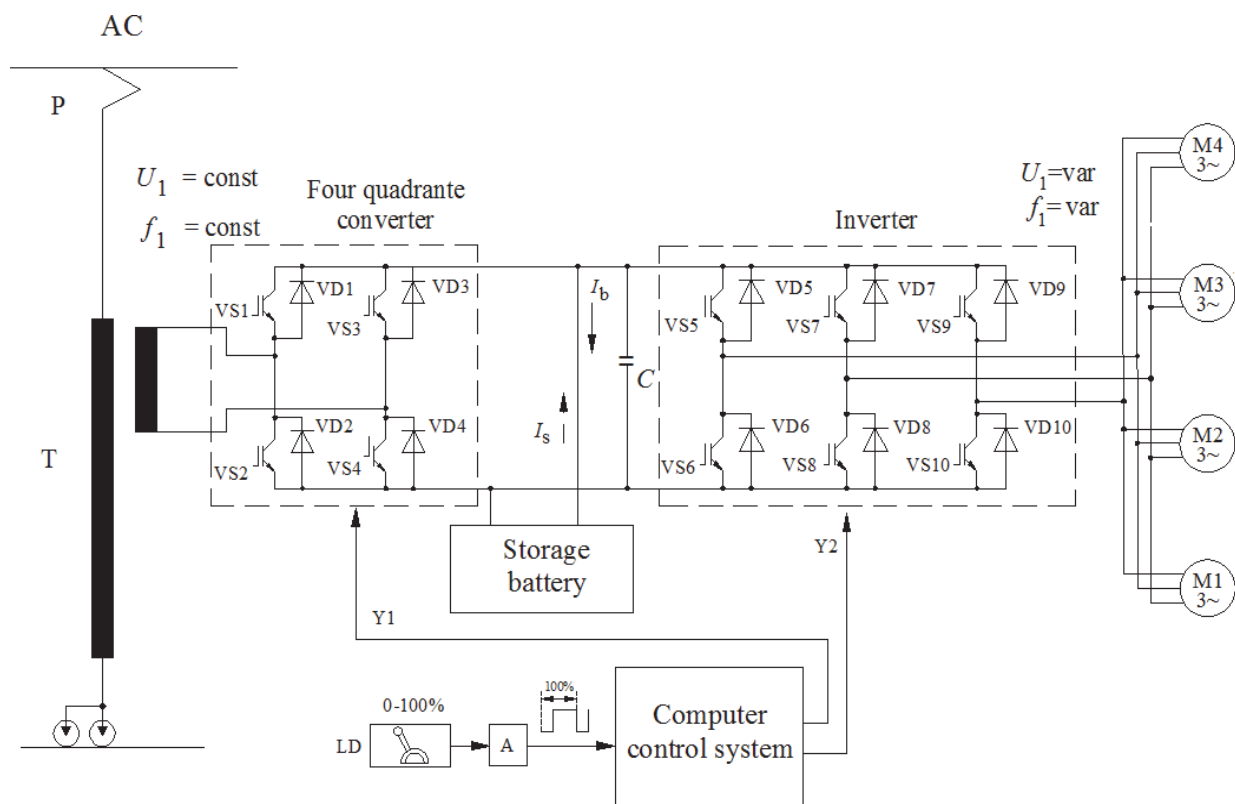 AC
P
U1 = const
f1 = const
Four quadrante
converter
Inverter
U1=var
f1=var
M4
3~
VS1
VD1
VS3
VD3
Ib
VS5
VD5
VS7
VD7
VS9
VD9
M3
3~
C
T
VS2
VD2
VS4
VD4
Is
VS6
VD6
VS8
VD8
VS10
VD10
M2
3~
Storage
battery
Y1
Y2
M1
3~
0-100%
LD
A
100%
Computer
control system